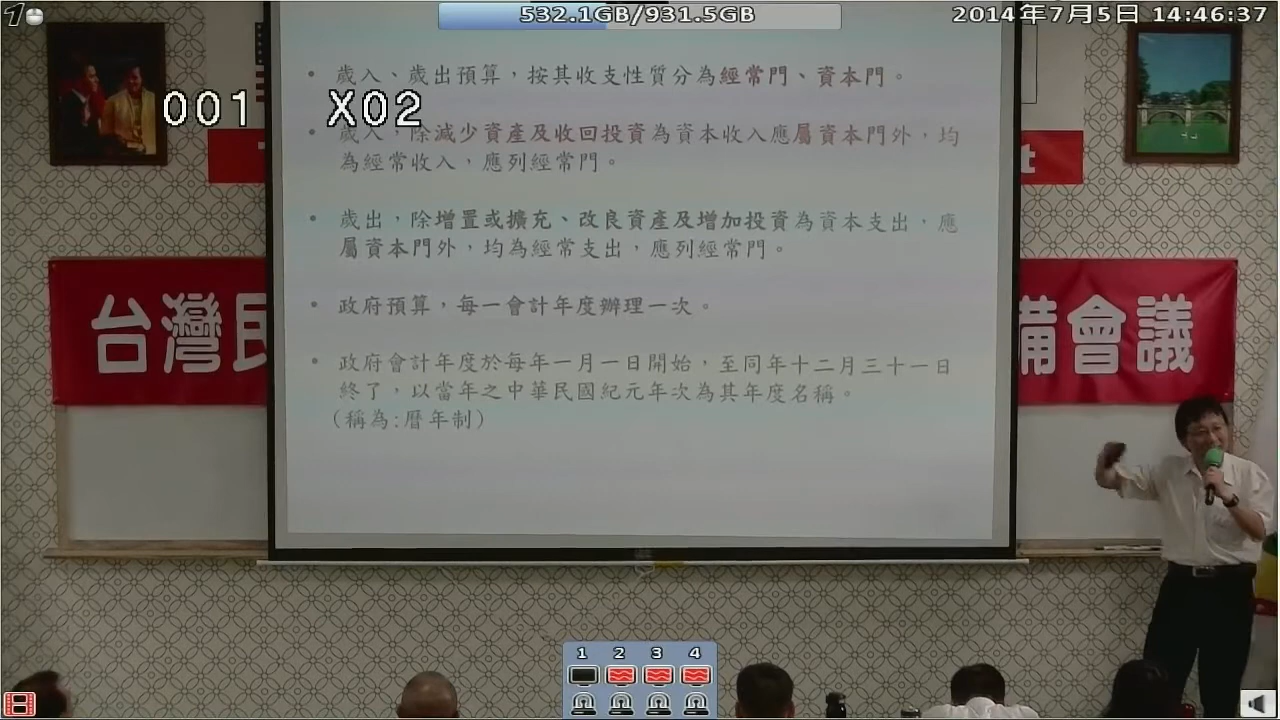 532.1GB/931.5GB
2014年7月5日 14:46:37
001 X02
• 歲入、歲出預算，按其收支性質分為經常門、資本門。
• 歲入，除減少資產及收回投資為資本收入應屬資本門外，均
為經常收入，應列經常門。
• 歲出，除增置或擴充、改良資產及增加投資為資本支出，應
屬資本門外，均為經常支出，應列經常門。
• 政府預算，每一會計年度辦理一次。
• 政府會計年度於每年一月一日開始，至同年十二月三十一日
終了，以當年之中華民國紀元年次為其年度名稱。
(稱為:曆年制)
t
台灣民
備會議
1 2 3 4